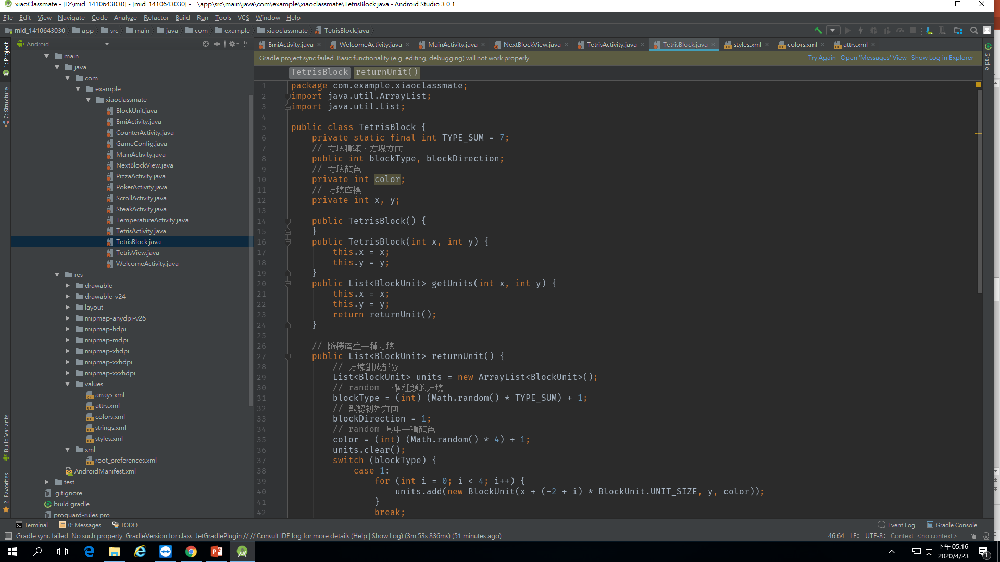 xiaoClassmate - [D:\mid_1410643030] - [mid_1410643030] - ...\app\src\main\java\com\example\xiaoclassmate\TetrisBlock.java - Android Studio 3.0.1
File Edit View Navigate Code Analyze Refactor Build Run Tools VCS Window Help
mid_1410643030 app src main java com example xiaoclassmate TetrisBlock.java
Android
BmiActivity.java WelcomeActivity.java MainActivity.java NextBlockView.java TetrisActivity.java TetrisBlock.java styles.xml colors.xml attrs.xml
Gradle project sync failed. Basic functionality (e.g. editing, debugging) will not work properly. Try Again Open 'Messages' View Show Log in Explorer
1: Project
7: Structure
Build Variants
2: Favorites
Gradle
main
java
com
example
xiaoclassmate
BlockUnit.java
BmiActivity.java
CounterActivity.java
GameConfig.java
MainActivity.java
NextBlockView.java
PizzaActivity.java
PokerActivity.java
ScrollActivity.java
SteakActivity.java
TemperatureActivity.java
TetrisActivity.java
TetrisBlock.java
TetrisView.java
WelcomeActivity.java
res
drawable
drawable-v24
layout
mipmap-anydpi-v26
mipmap-hdpi
mipmap-mdpi
mipmap-xhdpi
mipmap-xxhdpi
mipmap-xxxhdpi
values
arrays.xml
attrs.xml
colors.xml
strings.xml
styles.xml
xml
root_preferences.xml
AndroidManifest.xml
test
.gitignore
build.gradle
proguard-rules.pro
TetrisBlock returnUnit()
1 package com.example.xiaoclassmate;
2 import java.util.ArrayList;
3 import java.util.List;
4
5 public class TetrisBlock {
6 private static final int TYPE_SUM = 7;
7 // 方塊種類、方塊方向
8 public int blockType, blockDirection;
9 // 方塊顏色
10 private int color;
11 // 方塊座標
12 private int x, y;
13
14 public TetrisBlock() {
15 }
16 public TetrisBlock(int x, int y) {
17 this.x = x;
18 this.y = y;
19 }
20 public List<BlockUnit> getUnits(int x, int y) {
21 this.x = x;
22 this.y = y;
23 return returnUnit();
24 }
25
26 // 隨機產生一種方塊
27 public List<BlockUnit> returnUnit() {
28 // 方塊組成部分
29 List<BlockUnit> units = new ArrayList<BlockUnit>();
30 // random 一個種類的方塊
31 blockType = (int) (Math.random() * TYPE_SUM) + 1;
32 // 默認初始方向
33 blockDirection = 1;
34 // random 其中一種顏色
35 color = (int) (Math.random() * 4) + 1;
36 units.clear();
37 switch (blockType) {
38 case 1:
39 for (int i = 0; i < 4; i++) {
40 units.add(new BlockUnit(x + (-2 + i) * BlockUnit.UNIT_SIZE, y, color));
41 }
42 break;
Terminal 0: Messages TODO Event Log Gradle Console
Gradle sync failed: No such property: GradleVersion for class: JetGradlePlugin // // Consult IDE log for more details (Help | Show Log) (3m 53s 836ms) (51 minutes ago) 46:64 LF UTF-8 Context: <no context>
英
下午 05:16
2020/4/23
1